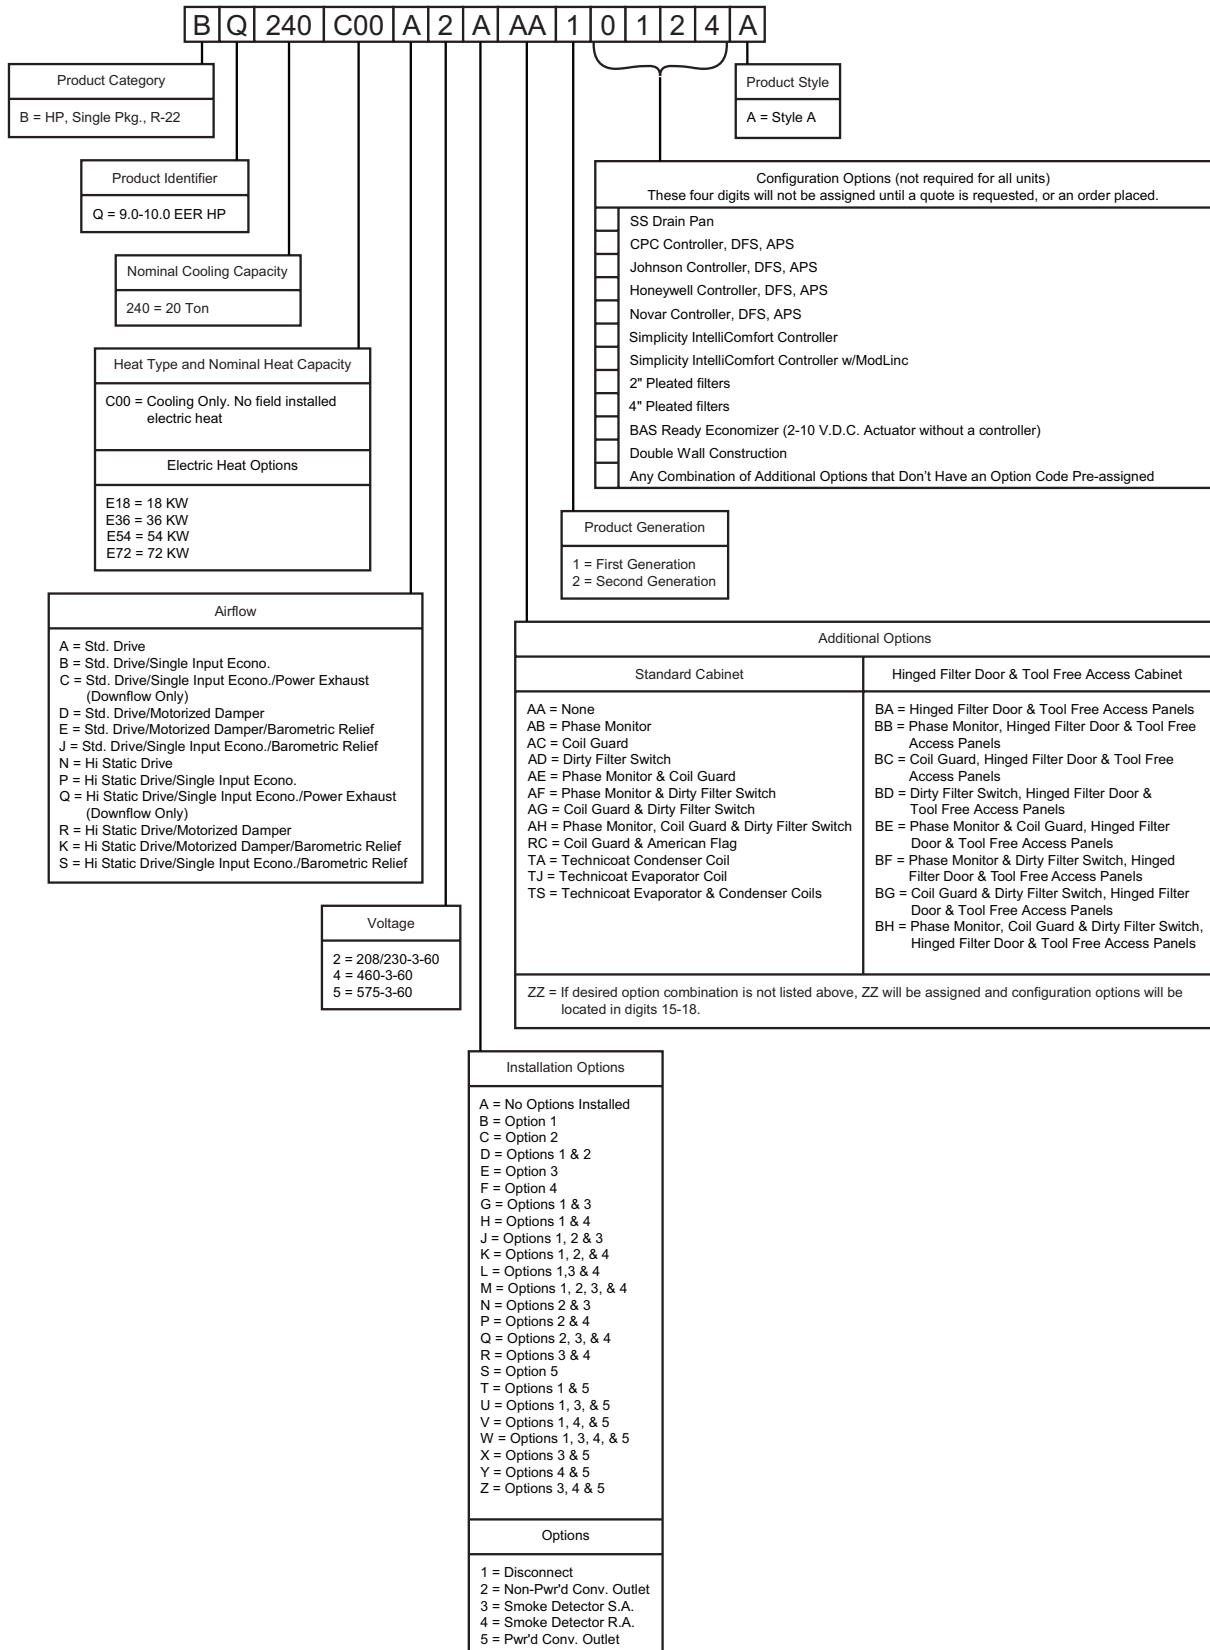 B Q 240 C00 A 2 A AA 1 0 1 2 4 A
Product Category
B = HP, Single Pkg., R-22
Product Identifier
Q = 9.0-10.0 EER HP
Nominal Cooling Capacity
240 = 20 Ton
Heat Type and Nominal Heat Capacity
C00 = Cooling Only. No field installed
electric heat
Electric Heat Options
E18 = 18 KW
E36 = 36 KW
E54 = 54 KW
E72 = 72 KW
Airflow
A = Std. Drive
B = Std. Drive/Single Input Econo.
C = Std. Drive/Single Input Econo./Power Exhaust
(Downflow Only)
D = Std. Drive/Motorized Damper
E = Std. Drive/Motorized Damper/Barometric Relief
J = Std. Drive/Single Input Econo./Barometric Relief
N = Hi Static Drive
P = Hi Static Drive/Single Input Econo.
Q = Hi Static Drive/Single Input Econo./Power Exhaust
(Downflow Only)
R = Hi Static Drive/Motorized Damper
K = Hi Static Drive/Motorized Damper/Barometric Relief
S = Hi Static Drive/Single Input Econo./Barometric Relief
Voltage
2 = 208/230-3-60
4 = 460-3-60
5 = 575-3-60
Installation Options
A = No Options Installed
B = Option 1
C = Option 2
D = Options 1 & 2
E = Option 3
F = Option 4
G = Options 1 & 3
H = Options 1 & 4
J = Options 1, 2 & 3
K = Options 1, 2, & 4
L = Options 1,3 & 4
M = Options 1, 2, 3, & 4
N = Options 2 & 3
P = Options 2 & 4
Q = Options 2, 3, & 4
R = Options 3 & 4
S = Option 5
T = Options 1 & 5
U = Options 1, 3, & 5
V = Options 1, 4, & 5
W = Options 1, 3, 4, & 5
X = Options 3 & 5
Y = Options 4 & 5
Z = Options 3, 4 & 5
Options
1 = Disconnect
2 = Non-Pwr'd Conv. Outlet
3 = Smoke Detector S.A.
4 = Smoke Detector R.A.
5 = Pwr'd Conv. Outlet
Additional Options
Standard Cabinet
AA = None
AB = Phase Monitor
AC = Coil Guard
AD = Dirty Filter Switch
AE = Phase Monitor & Coil Guard
AF = Phase Monitor & Dirty Filter Switch
AG = Coil Guard & Dirty Filter Switch
AH = Phase Monitor, Coil Guard & Dirty Filter Switch
RC = Coil Guard & American Flag
TA = Technicoat Condenser Coil
TJ = Technicoat Evaporator Coil
TS = Technicoat Evaporator & Condenser Coils
Hinged Filter Door & Tool Free Access Cabinet
BA = Hinged Filter Door & Tool Free Access Panels
BB = Phase Monitor, Hinged Filter Door & Tool Free
Access Panels
BC = Coil Guard, Hinged Filter Door & Tool Free
Access Panels
BD = Dirty Filter Switch, Hinged Filter Door &
Tool Free Access Panels
BE = Phase Monitor & Coil Guard, Hinged Filter
Door & Tool Free Access Panels
BF = Phase Monitor & Dirty Filter Switch, Hinged
Filter Door & Tool Free Access Panels
BG = Coil Guard & Dirty Filter Switch, Hinged Filter
Door & Tool Free Access Panels
BH = Phase Monitor, Coil Guard & Dirty Filter Switch,
Hinged Filter Door & Tool Free Access Panels
ZZ = If desired option combination is not listed above, ZZ will be assigned and configuration options will be
located in digits 15-18.
Product Generation
1 = First Generation
2 = Second Generation
Configuration Options (not required for all units)
These four digits will not be assigned until a quote is requested, or an order placed.
SS Drain Pan
CPC Controller, DFS, APS
Johnson Controller, DFS, APS
Honeywell Controller, DFS, APS
Novar Controller, DFS, APS
Simplicity IntelliComfort Controller
Simplicity IntelliComfort Controller w/ModLinc
2" Pleated filters
4" Pleated filters
BAS Ready Economizer (2-10 V.D.C. Actuator without a controller)
Double Wall Construction
Any Combination of Additional Options that Don't Have an Option Code Pre-assigned
Product Style
A = Style A